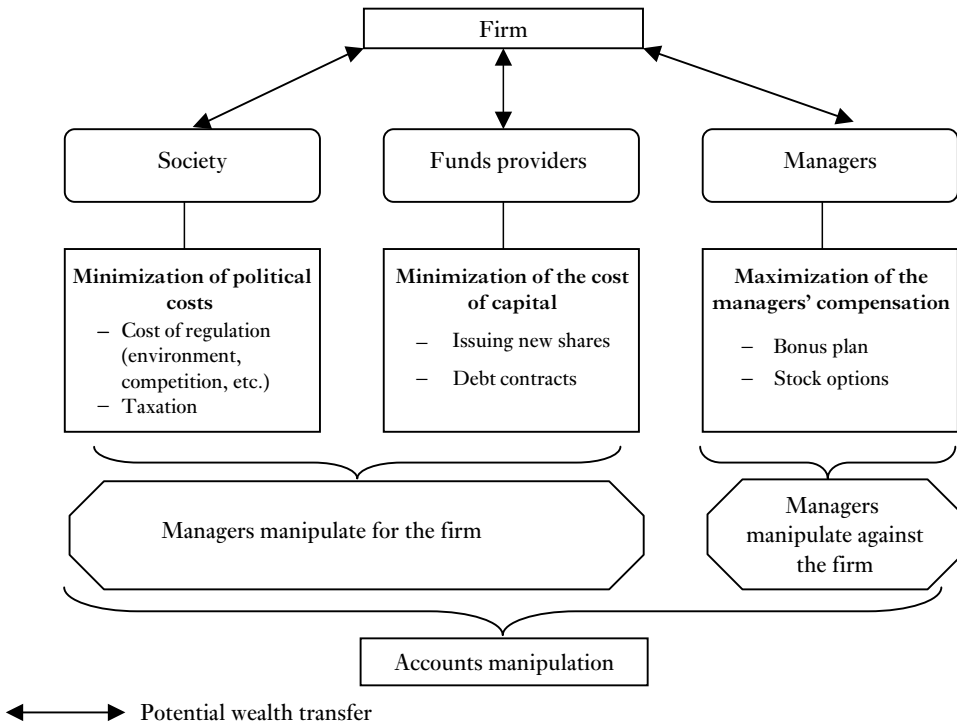 Firm
Society
Funds providers
Managers
Minimization of political
costs
– Cost of regulation
(environment,
competition, etc.)
– Taxation
Minimization of the cost
of capital
– Issuing new shares
– Debt contracts
Maximization of the
managers’ compensation
– Bonus plan
– Stock options
Managers manipulate for the firm
Managers
manipulate against
the firm
Accounts manipulation
Potential wealth transfer